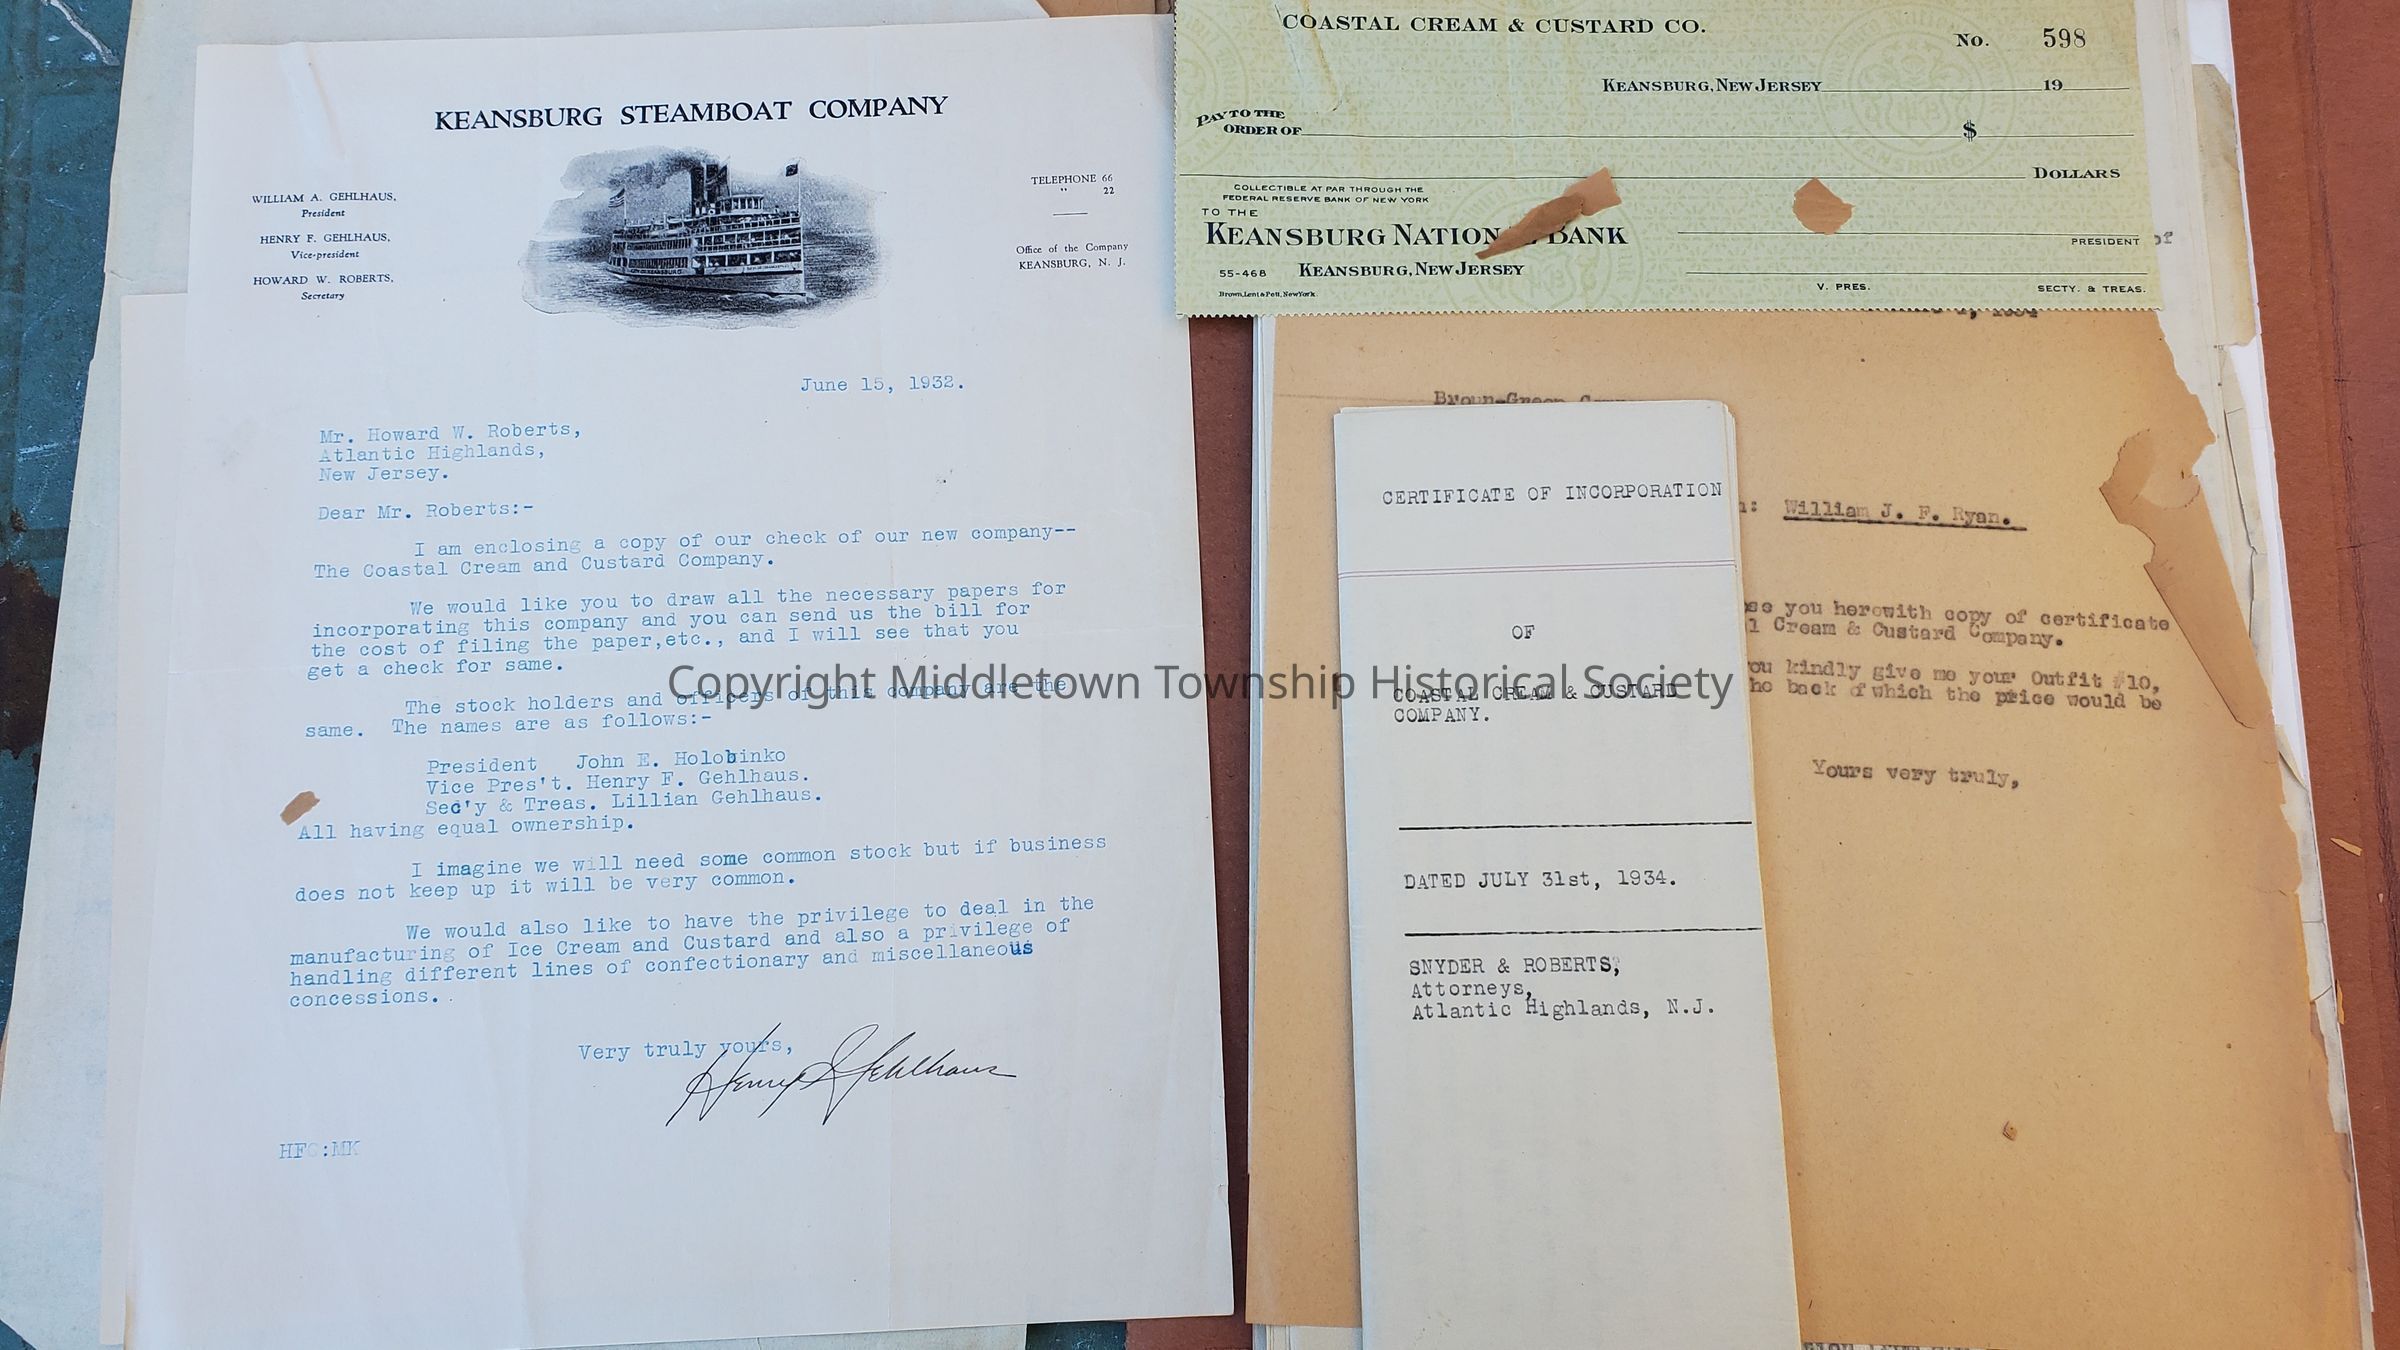 KEANSBURG STEAMBOAT COMPANY
WILLIAM A. GEHLHAUS,
President
HENRY F. GEHLHAUS,
Vice-president
HOWARD W. ROBERTS,
Secretary
TELEPHONE 66
" 22
Office of the Company
KEANSBURG, N. J.
June 15, 1932.
Mr. Howard W. Roberts,
Atlantic Highlands,
New Jersey.
Dear Mr. Roberts:-
I am enclosing a copy of our check of our new company--
The Coastal Cream and Custard Company.
We would like you to draw all the necessary papers for
incorporating this company and you can send us the bill for
the cost of filing the paper,etc., and I will see that you
get a check for same.
The stock holders and officers of this company are the
same. The names are as follows:-
President John E. Holobinko
Vice Pres't. Henry F. Gehlhaus.
Sec'y & Treas. Lillian Gehlhaus.
All having equal ownership.
I imagine we will need some common stock but if business
does not keep up it will be very common.
We would also like to have the privilege to deal in the
manufacturing of Ice Cream and Custard and also a privilege of
handling different lines of confectionary and miscellaneous
concessions.
Very truly yours,
Henry F Gehlhaus
HFG:MK
COASTAL CREAM & CUSTARD CO.
No. 598
KEANSBURG, NEW JERSEY 19
PAY TO THE
ORDER OF $
DOLLARS
COLLECTIBLE AT PAR THROUGH THE
FEDERAL RESERVE BANK OF NEW YORK
TO THE
KEANSBURG NATIONAL BANK
PRESIDENT
55-468 KEANSBURG, NEW JERSEY
V. PRES. SECTY. & TREAS.
Brown, Lent & Pett, New York.
of
CERTIFICATE OF INCORPORATION
OF
COASTAL CREAM & CUSTARD
COMPANY.
DATED JULY 31st, 1934.
SNYDER & ROBERTS,
Attorneys,
Atlantic Highlands, N.J.
William J. F. Ryan.
you herewith copy of certificate
Cream & Custard Company.
kindly give me your Outfit #10,
back of which the price would be
Yours very truly,
Copyright Middletown Township Historical Society